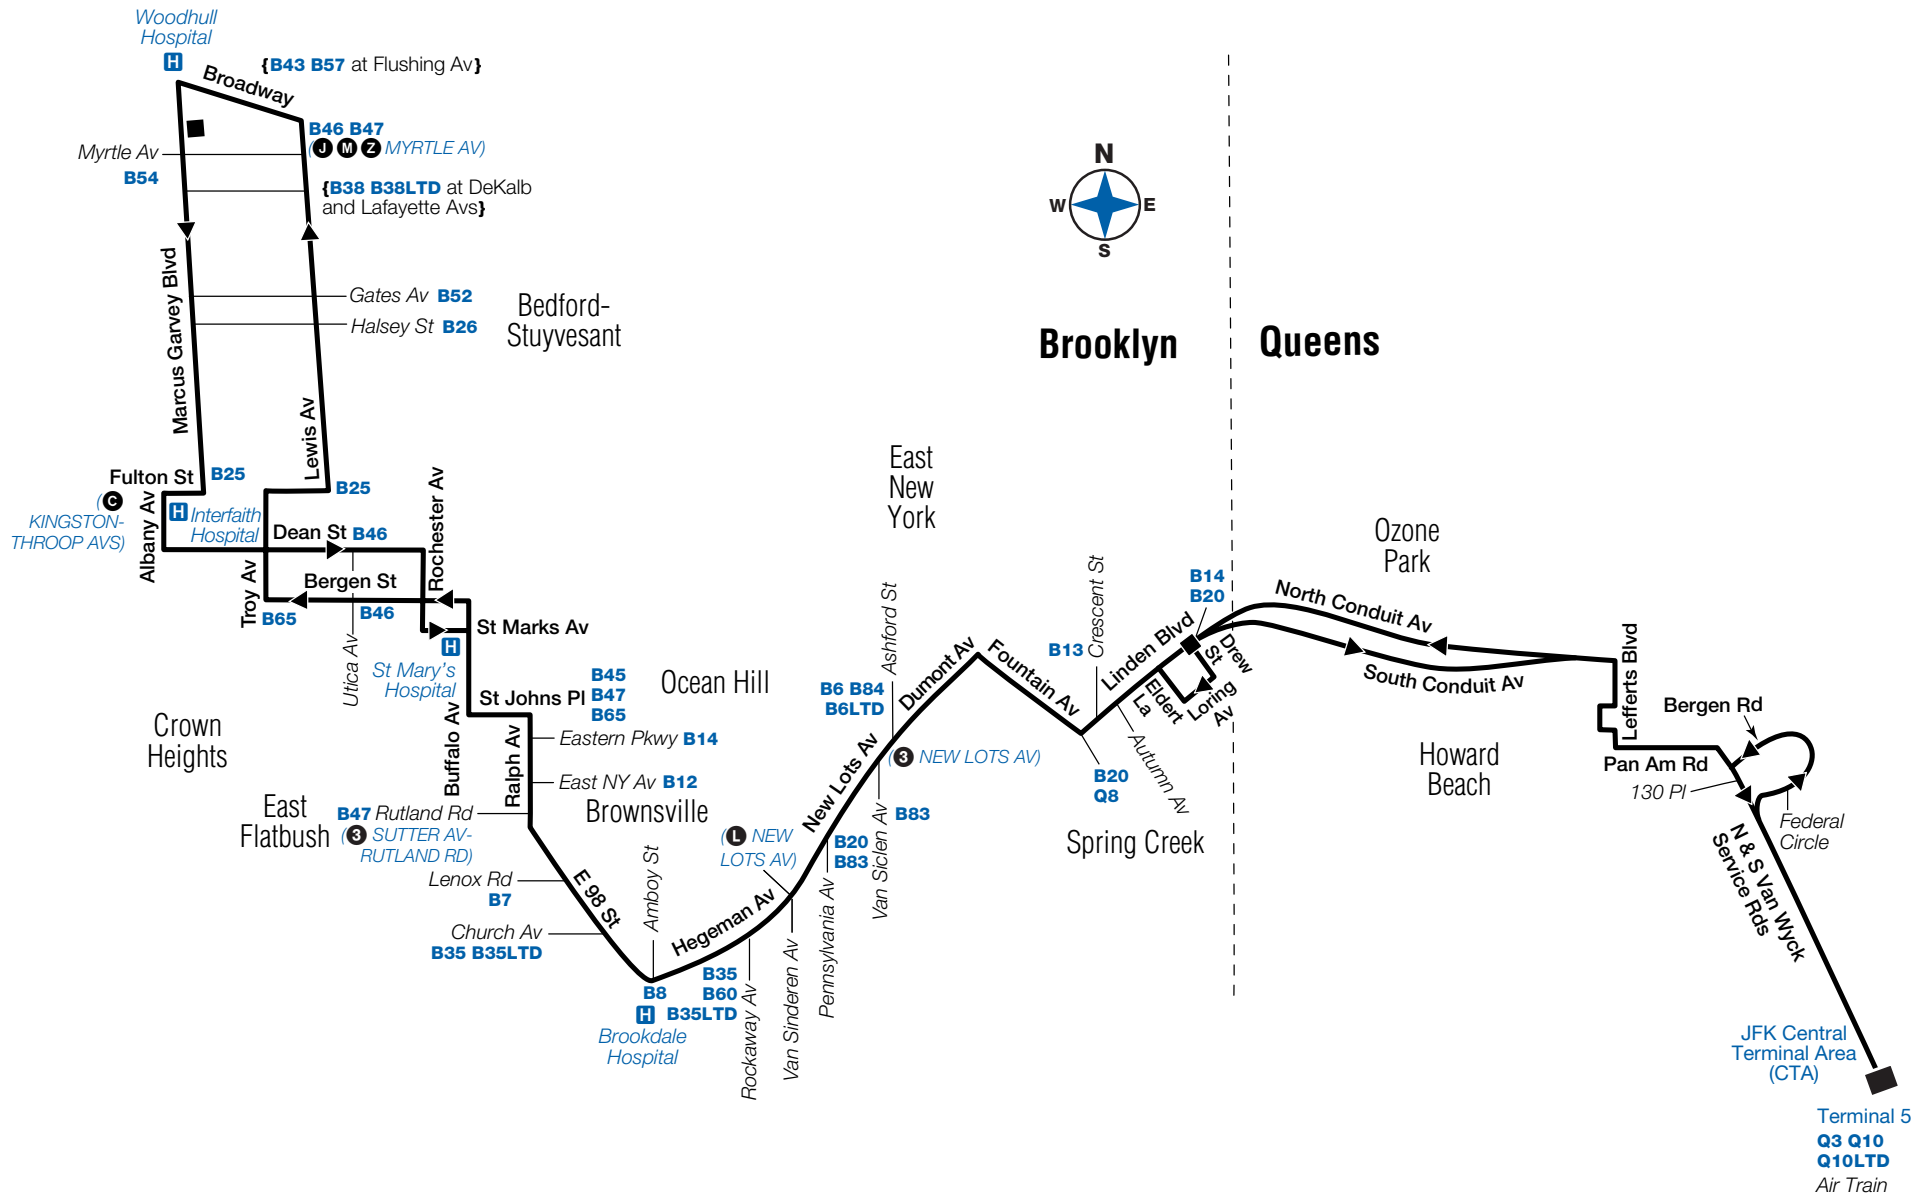 Woodhull
Hospital
H
{B43 B57 at Flushing Av}
Broadway
B46 B47
(J M Z MYRTLE AV)
Myrtle Av
B54
{B38 B38LTD at DeKalb
and Lafayette Avs}
N
W E
S
Marcus Garvey Blvd
Gates Av B52
Halsey St B26
Bedford-
Stuyvesant
Brooklyn
Queens
Lewis Av
Fulton St
B25
B25
(C
KINGSTON-
THROOP AVS)
Albany Av
H Interfaith
Hospital
Dean St B46
Rochester Av
Troy Av
Bergen St
B65
B46
Utica Av
St Marks Av
H
St Mary's
Hospital
St Johns Pl
B45
B47
B65
Ocean Hill
Crown
Heights
Buffalo Av
Ralph Av
Eastern Pkwy B14
East NY Av B12
East
Flatbush
B47 Rutland Rd
(3 SUTTER AV-
RUTLAND RD)
Brownsville
Lenox Rd
B7
E 98 St
Church Av
B35 B35LTD
Amboy St
B8
H
Brookdale
Hospital
Hegeman Av
B35
B60
B35LTD
Rockaway Av
(L NEW
LOTS AV)
Van Sinderen Av
New Lots Av
B20
B83
Pennsylvania Av
Van Siclen Av
B83
B6 B84
B6LTD
Ashford St
(3 NEW LOTS AV)
East
New
York
Dumont Av
Fountain Av
B13
Crescent St
B20
Q8
Autumn Av
Spring Creek
Linden Blvd
B14
B20
Eldert
La
Drew
St
Loring
Av
Ozone
Park
North Conduit Av
South Conduit Av
Howard
Beach
Lefferts Blvd
Bergen Rd
Pan Am Rd
130 Pl
Federal
Circle
N & S Van Wyck
Service Rds
JFK Central
Terminal Area
(CTA)
Terminal 5
Q3 Q10
Q10LTD
Air Train